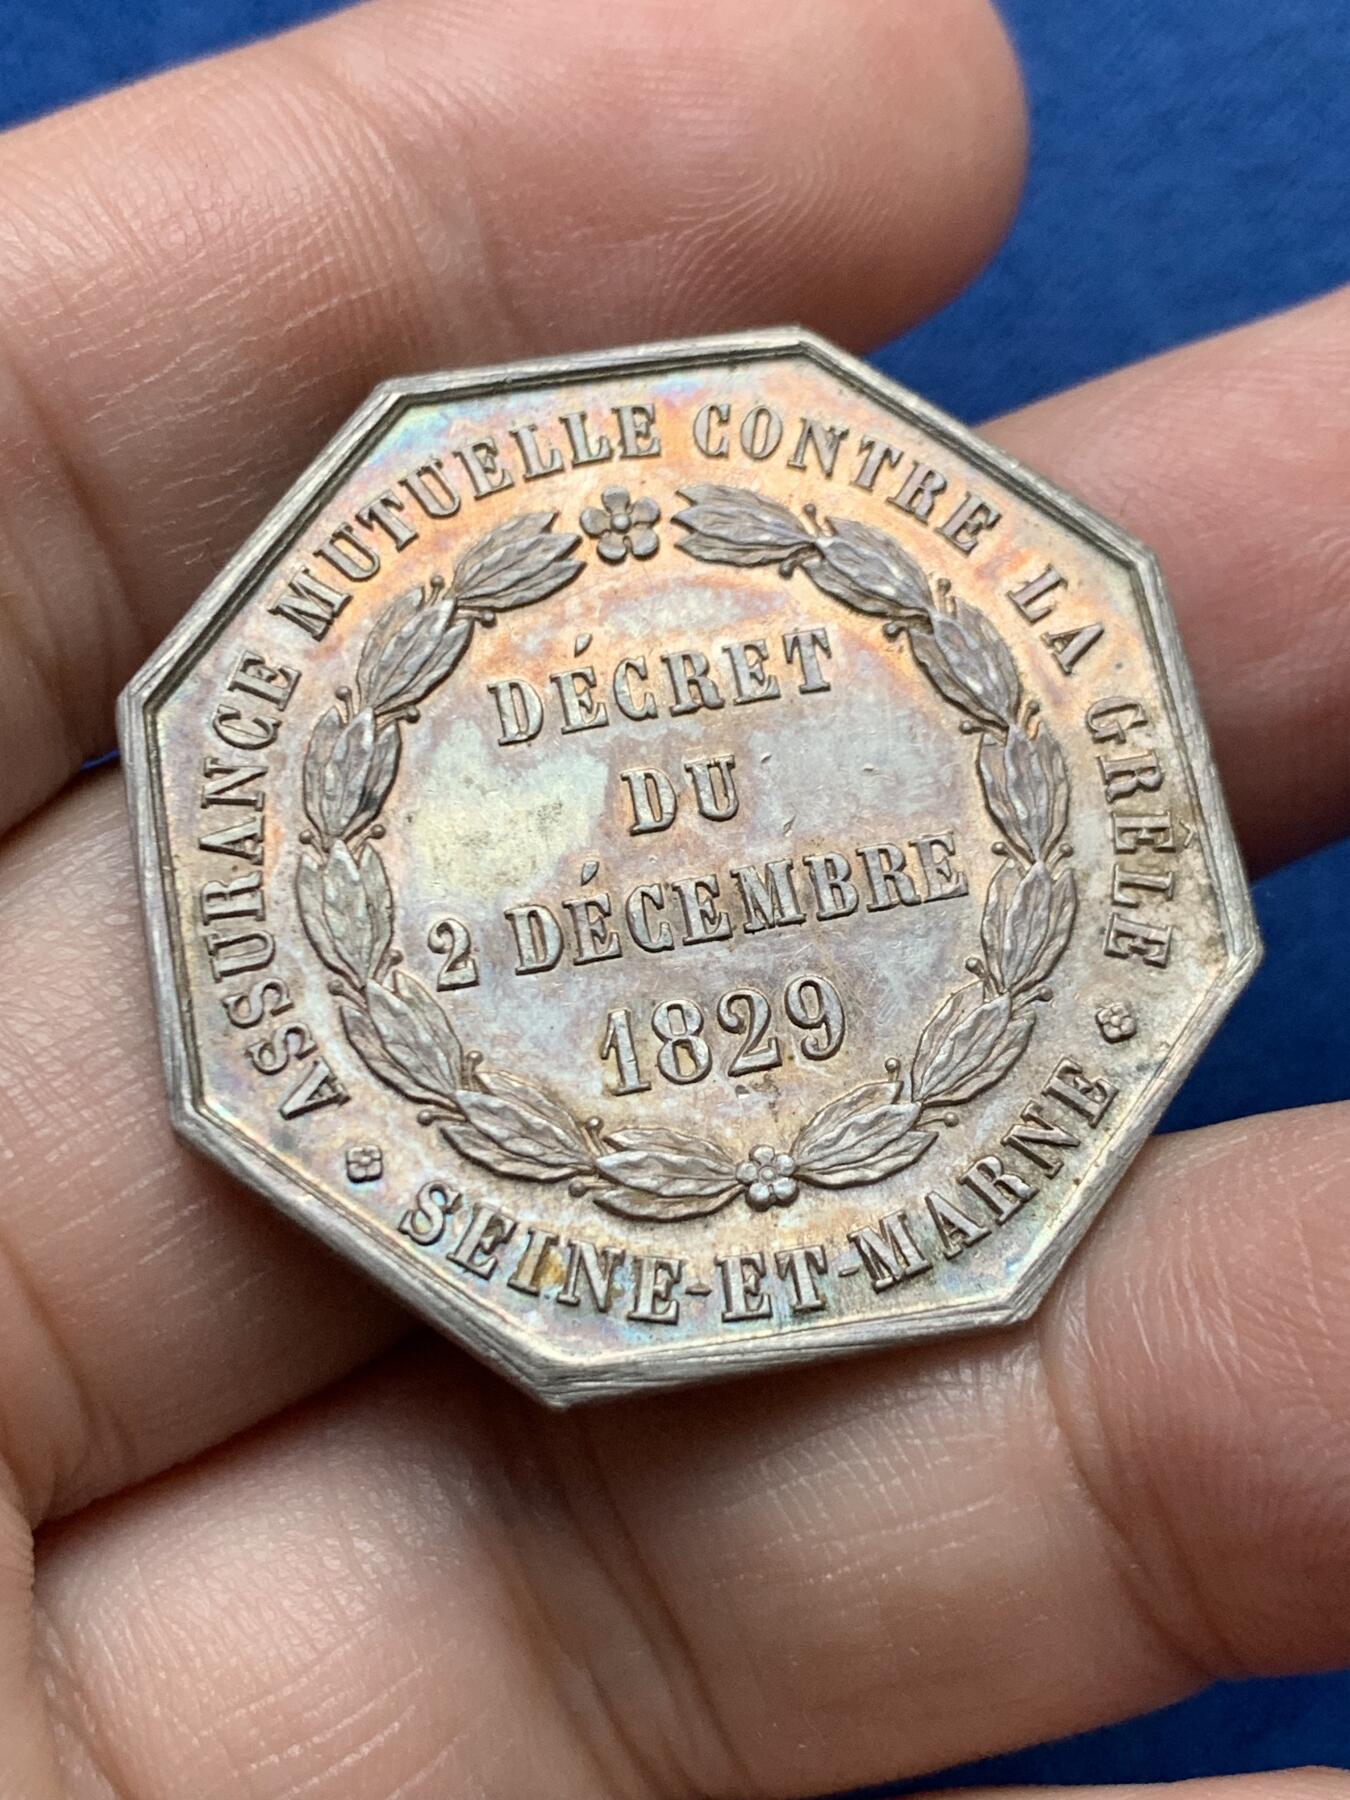 ASSURANCE MUTUELLE CONTRE LA GRÊLE
DÉCRET
DU
2 DÉCEMBRE
1829
SEINE-ET-MARNE